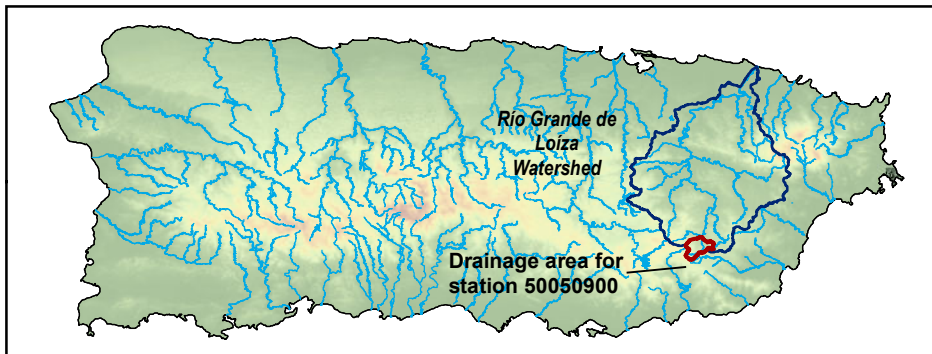 Río Grande de
Loíza
Watershed
Drainage area for
station 50050900